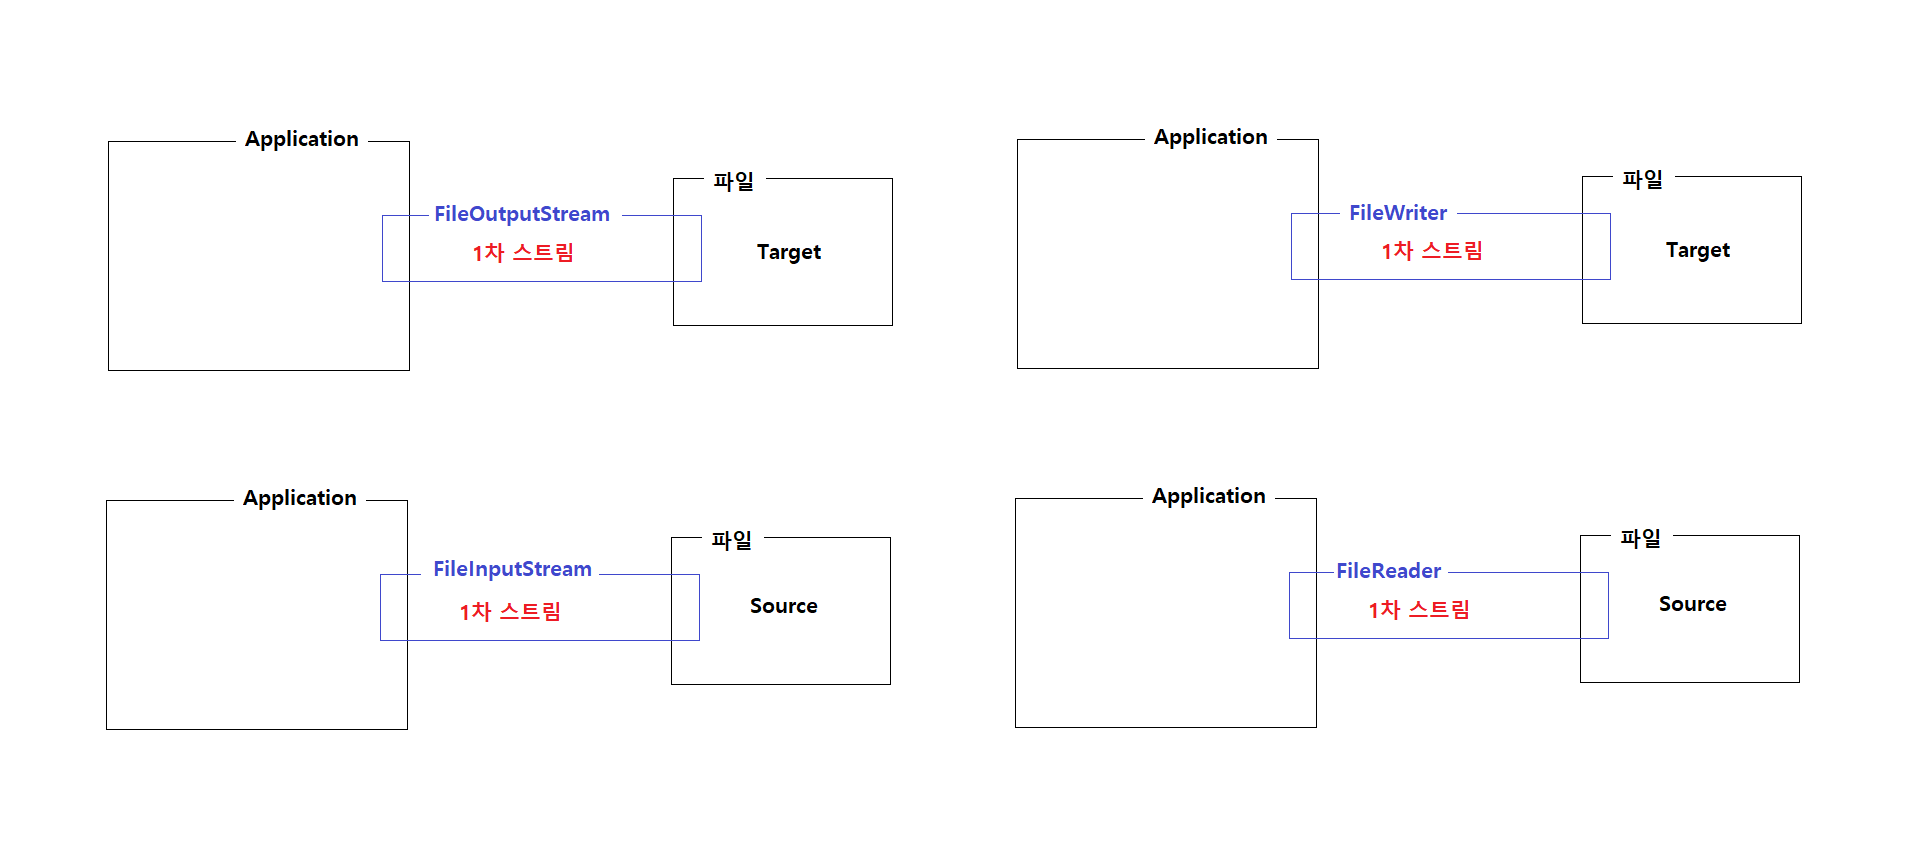 Application
파일
FileOutputStream
1차 스트림
Target
Application
파일
FileWriter
1차 스트림
Target
Application
파일
FileInputStream
1차 스트림
Source
Application
파일
FileReader
1차 스트림
Source